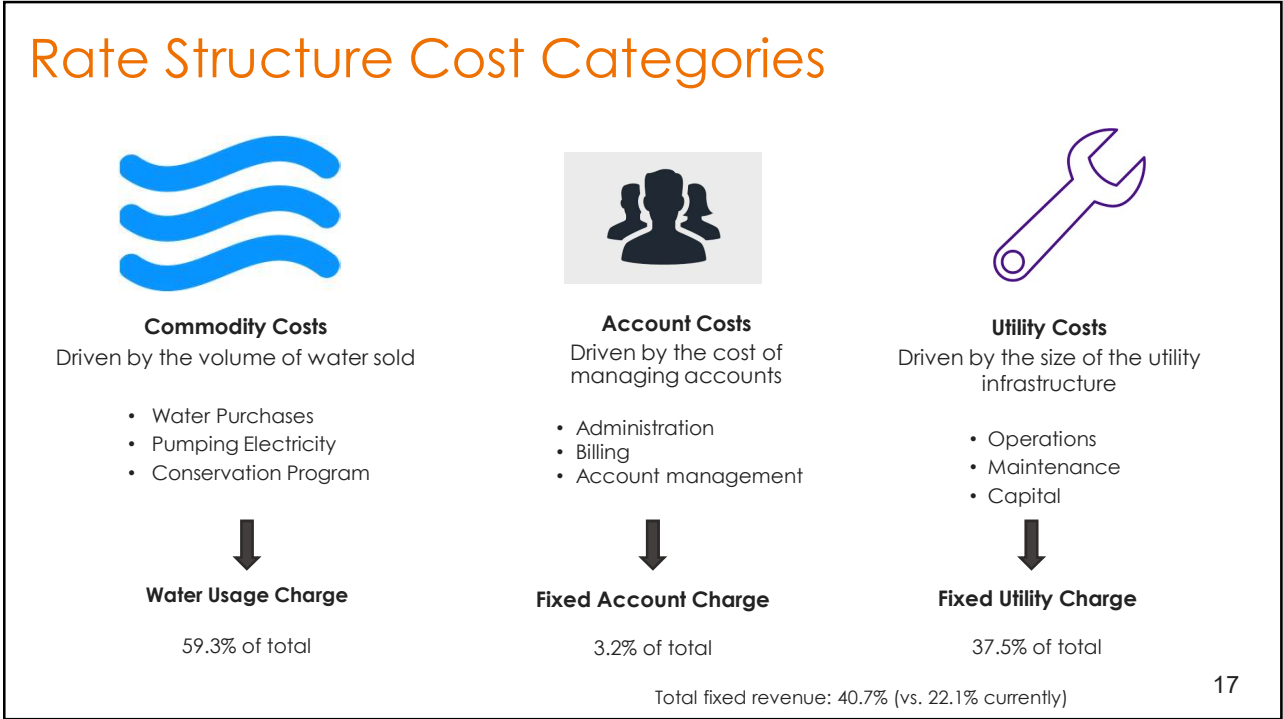 Rate Structure Cost Categories
Commodity Costs
Driven by the volume of water sold
• Water Purchases
• Pumping Electricity
• Conservation Program
Water Usage Charge
59.3% of total
Account Costs
Driven by the cost of
managing accounts
• Administration
• Billing
• Account management
Fixed Account Charge
3.2% of total
Utility Costs
Driven by the size of the utility
infrastructure
• Operations
• Maintenance
• Capital
Fixed Utility Charge
37.5% of total
Total fixed revenue: 40.7% (vs. 22.1% currently)
17